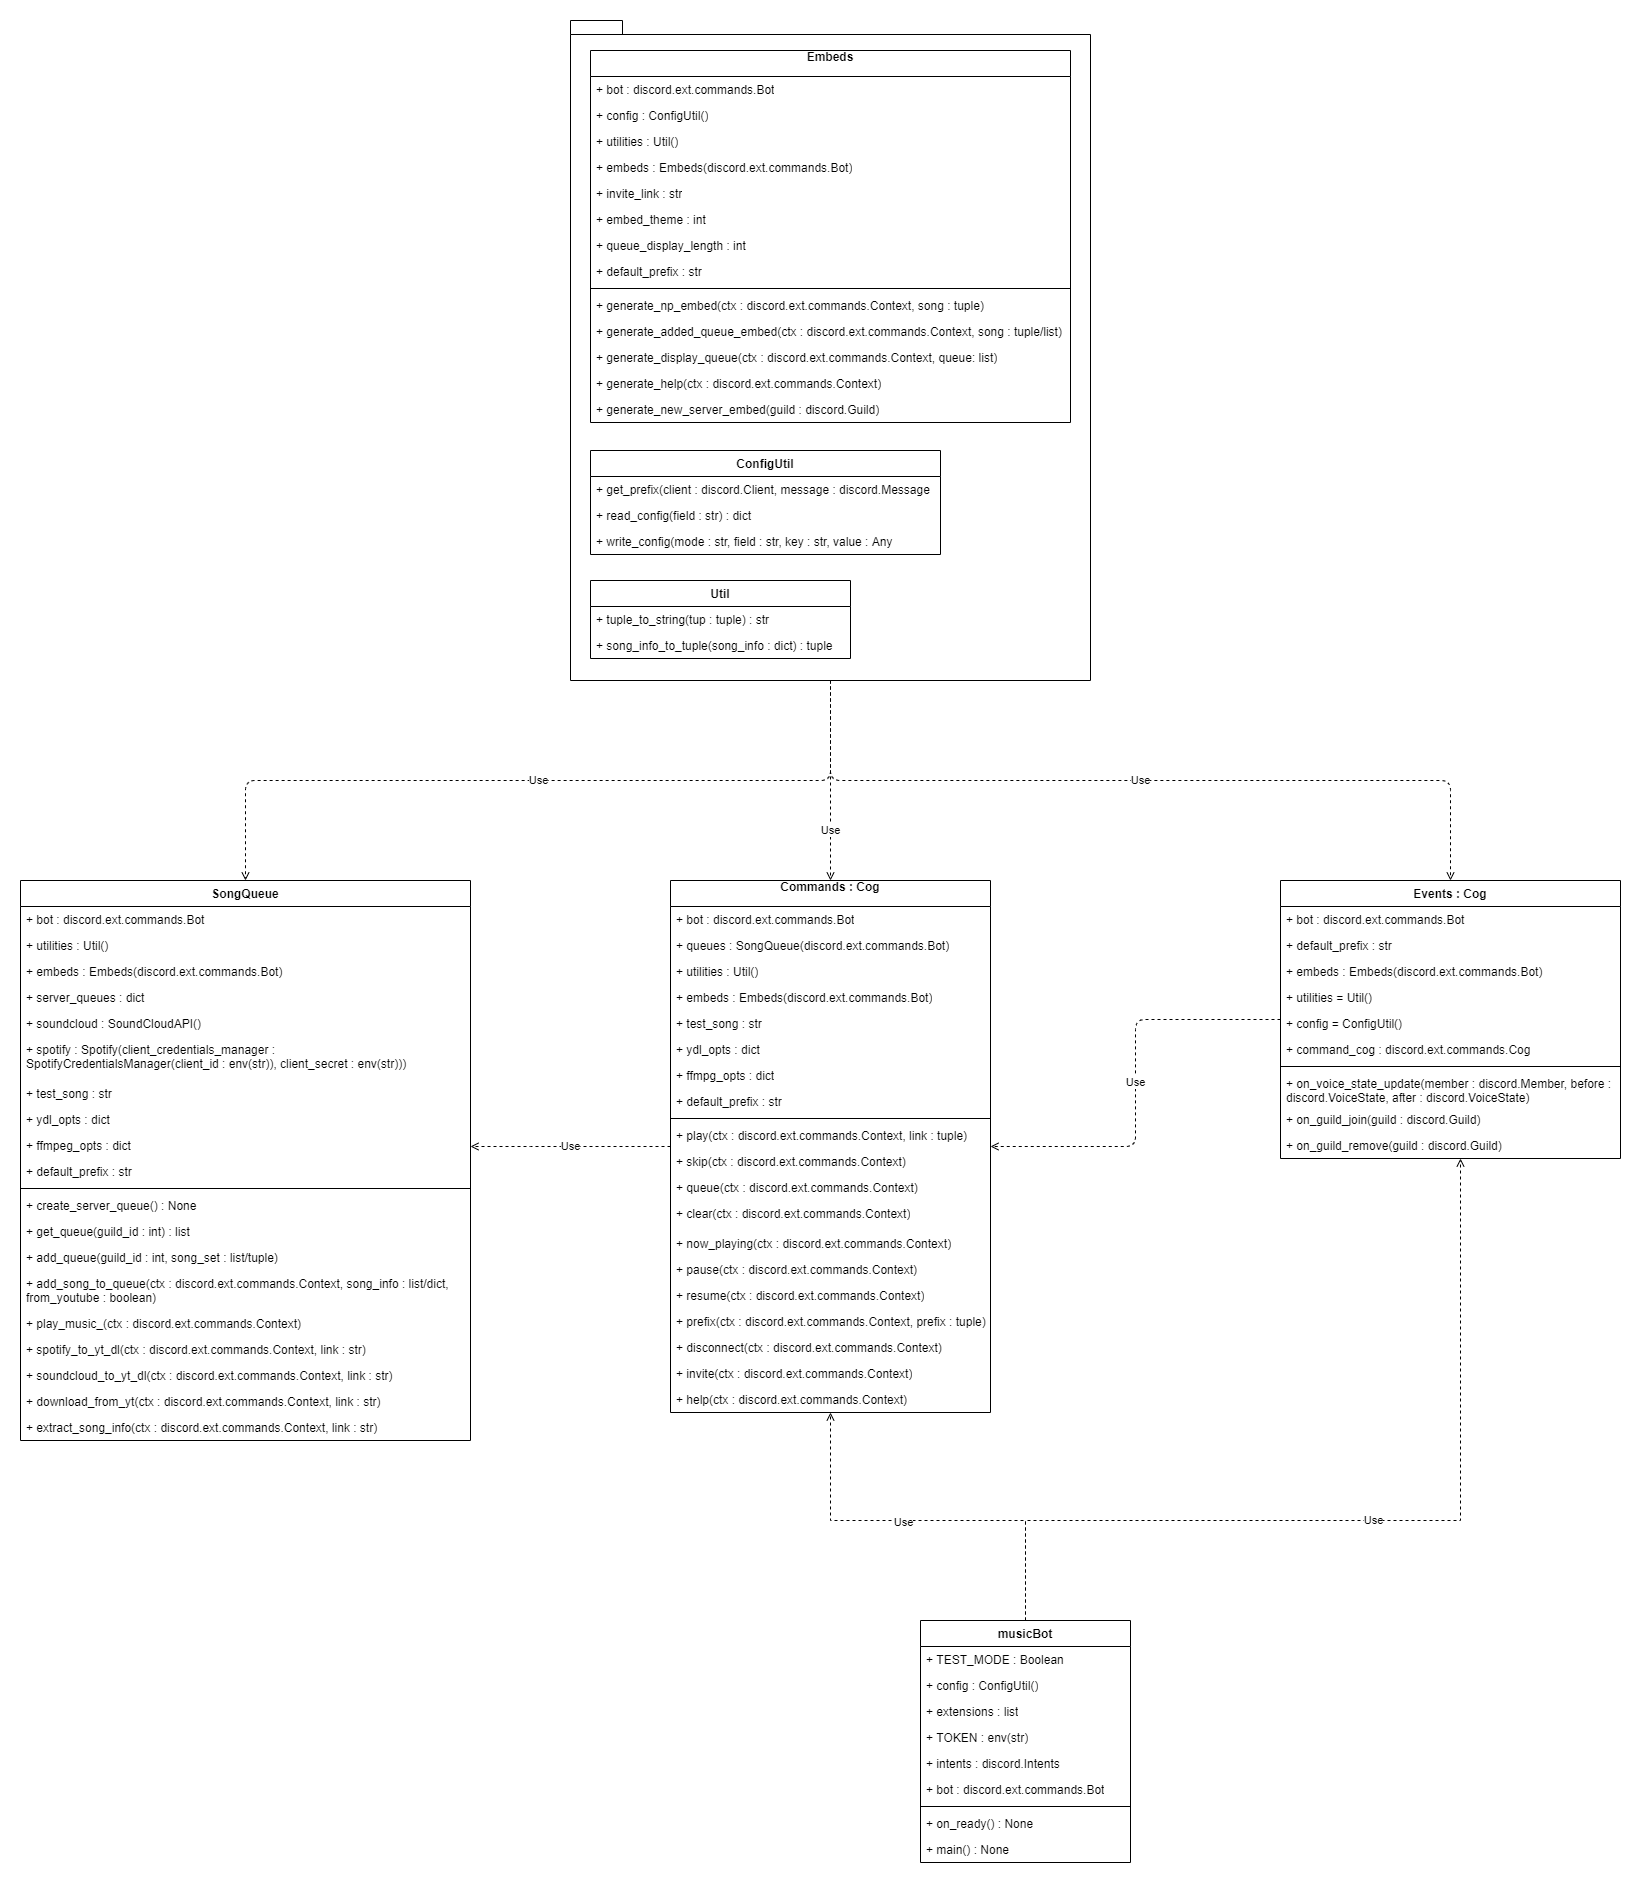 Embeds
+ bot : discord.ext.commands.Bot
+ config : ConfigUtil()
+ utilities : Util()
+ embeds : Embeds(discord.ext.commands.Bot)
+ invite_link : str
+ embed_theme : int
+ queue_display_length : int
+ default_prefix : str
+ generate_np_embed(ctx : discord.ext.commands.Context, song : tuple)
+ generate_added_queue_embed(ctx : discord.ext.commands.Context, song : tuple/list)
+ generate_display_queue(ctx : discord.ext.commands.Context, queue: list)
+ generate_help(ctx : discord.ext.commands.Context)
+ generate_new_server_embed(guild : discord.Guild)
ConfigUtil
+ get_prefix(client : discord.Client, message : discord.Message
+ read_config(field : str) : dict
+ write_config(mode : str, field : str, key : str, value : Any
Util
+ tuple_to_string(tup : tuple) : str
+ song_info_to_tuple(song_info : dict) : tuple
Use
Use
Use
SongQueue
+ bot : discord.ext.commands.Bot
+ utilities : Util()
+ embeds : Embeds(discord.ext.commands.Bot)
+ server_queues : dict
+ soundcloud : SoundCloudAPI()
+ spotify : Spotify(client_credentials_manager :
SpotifyCredentialsManager(client_id : env(str)), client_secret : env(str)))
+ test_song : str
+ ydl_opts : dict
+ ffmpeg_opts : dict
+ default_prefix : str
+ create_server_queue() : None
+ get_queue(guild_id : int) : list
+ add_queue(guild_id : int, song_set : list/tuple)
+ add_song_to_queue(ctx : discord.ext.commands.Context, song_info : list/dict,
from_youtube : boolean)
+ play_music_(ctx : discord.ext.commands.Context)
+ spotify_to_yt_dl(ctx : discord.ext.commands.Context, link : str)
+ soundcloud_to_yt_dl(ctx : discord.ext.commands.Context, link : str)
+ download_from_yt(ctx : discord.ext.commands.Context, link : str)
+ extract_song_info(ctx : discord.ext.commands.Context, link : str)
Use
Commands : Cog
+ bot : discord.ext.commands.Bot
+ queues : SongQueue(discord.ext.commands.Bot)
+ utilities : Util()
+ embeds : Embeds(discord.ext.commands.Bot)
+ test_song : str
+ ydl_opts : dict
+ ffmpg_opts : dict
+ default_prefix : str
+ play(ctx : discord.ext.commands.Context, link : tuple)
+ skip(ctx : discord.ext.commands.Context)
+ queue(ctx : discord.ext.commands.Context)
+ clear(ctx : discord.ext.commands.Context)
+ now_playing(ctx : discord.ext.commands.Context)
+ pause(ctx : discord.ext.commands.Context)
+ resume(ctx : discord.ext.commands.Context)
+ prefix(ctx : discord.ext.commands.Context, prefix : tuple)
+ disconnect(ctx : discord.ext.commands.Context)
+ invite(ctx : discord.ext.commands.Context)
+ help(ctx : discord.ext.commands.Context)
Use
Events : Cog
+ bot : discord.ext.commands.Bot
+ default_prefix : str
+ embeds : Embeds(discord.ext.commands.Bot)
+ utilities = Util()
+ config = ConfigUtil()
+ command_cog : discord.ext.commands.Cog
+ on_voice_state_update(member : discord.Member, before :
discord.VoiceState, after : discord.VoiceState)
+ on_guild_join(guild : discord.Guild)
+ on_guild_remove(guild : discord.Guild)
Use
Use
musicBot
+ TEST_MODE : Boolean
+ config : ConfigUtil()
+ extensions : list
+ TOKEN : env(str)
+ intents : discord.Intents
+ bot : discord.ext.commands.Bot
+ on_ready() : None
+ main() : None